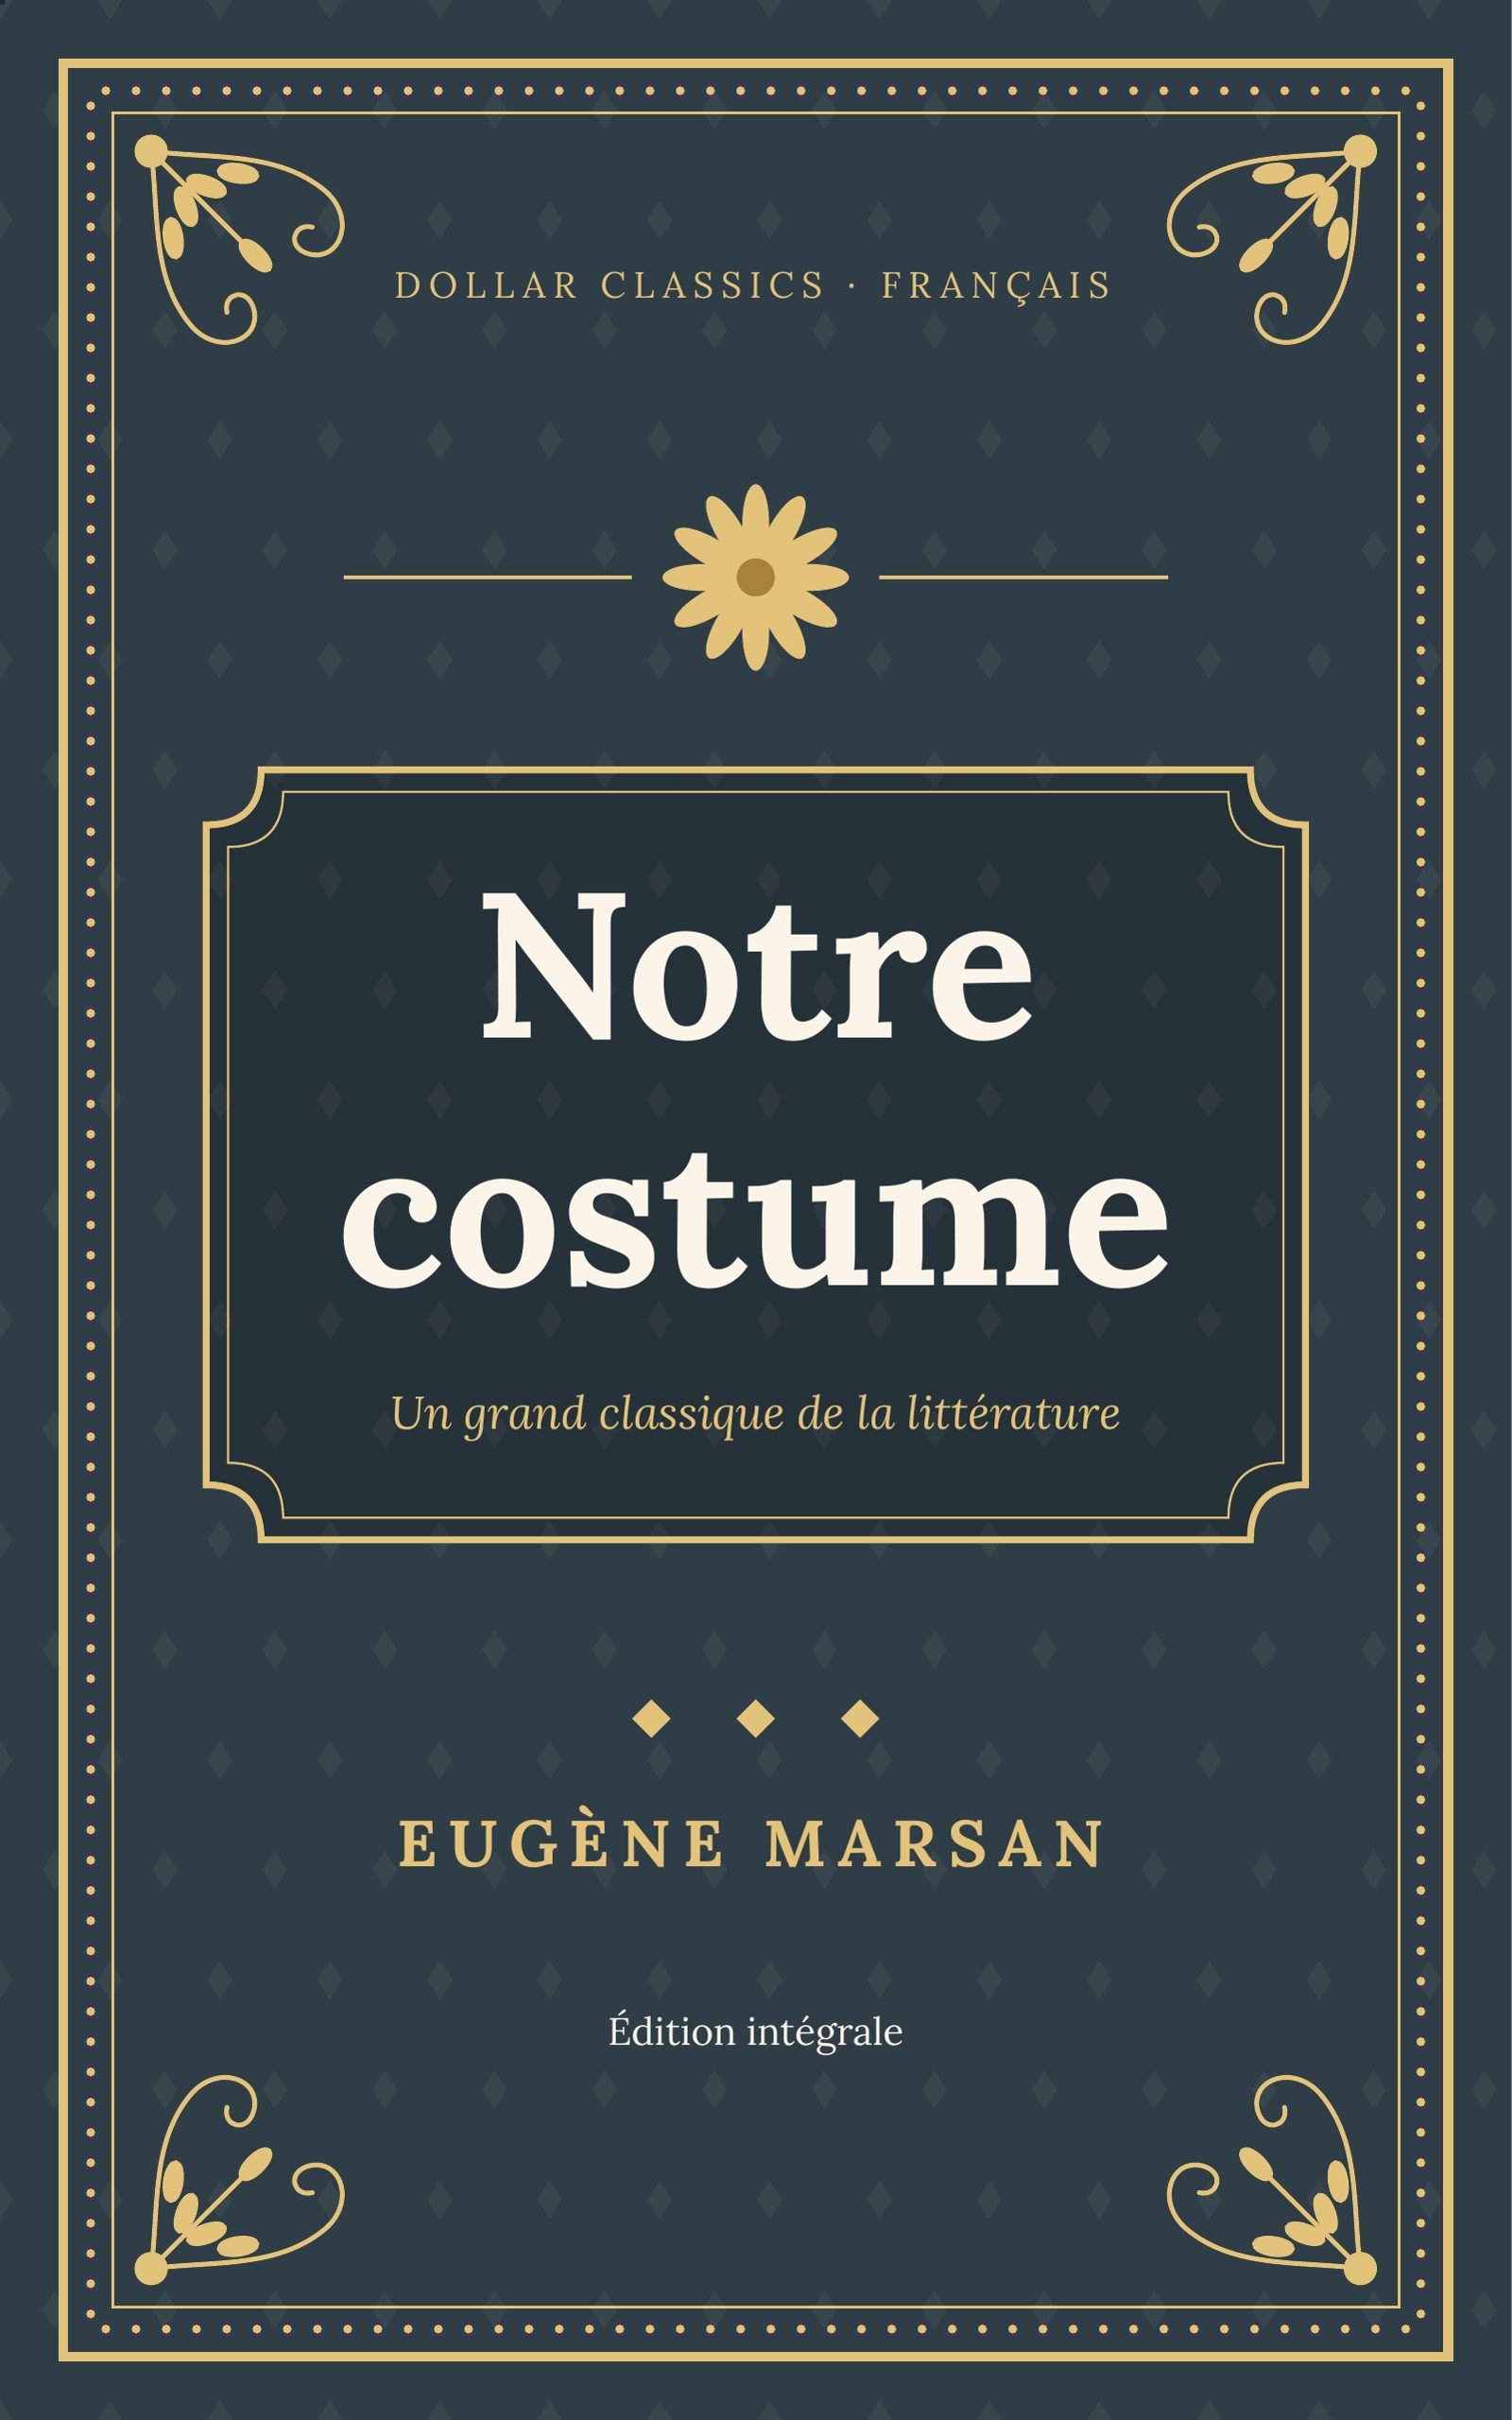 DOLLAR CLASSICS · FRANÇAIS
Notre
costume
Un grand classique de la littérature
EUGÈNE MARSAN
Édition intégrale